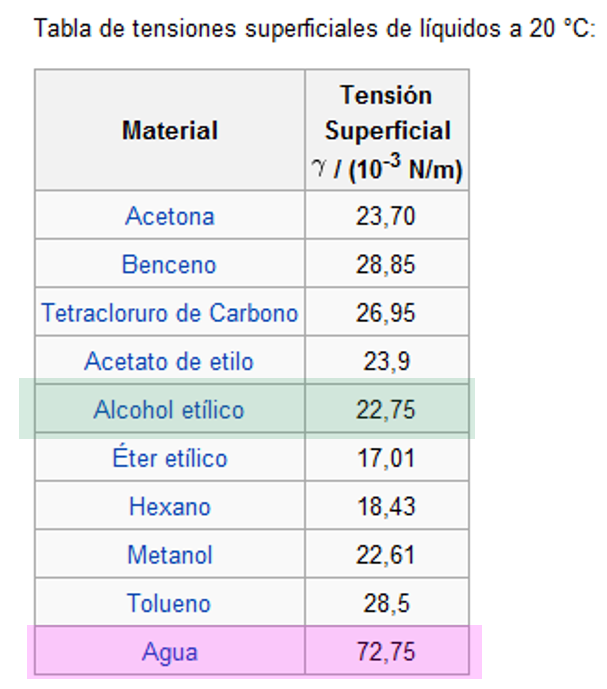 Tabla de tensiones superficiales de líquidos a 20 °C:
Material
Tensión
Superficial
γ / (10⁻³ N/m)
Acetona 23,70
Benceno 28,85
Tetracloruro de Carbono 26,95
Acetato de etilo 23,9
Alcohol etílico 22,75
Éter etílico 17,01
Hexano 18,43
Metanol 22,61
Tolueno 28,5
Agua 72,75